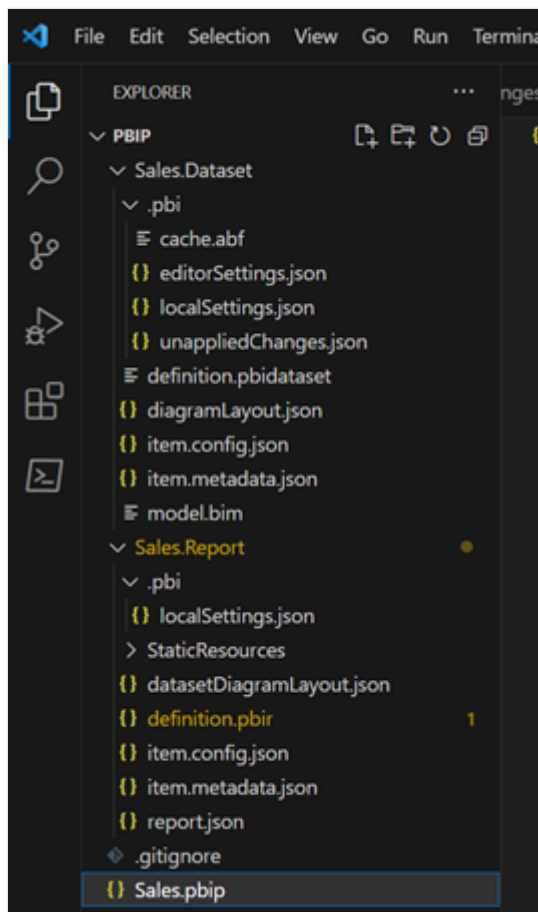 File Edit Selection View Go Run Termina
EXPLORER
nges
PBIP
Sales.Dataset
.pbi
cache.abf
{} editorSettings.json
{} localSettings.json
{} unappliedChanges.json
definition.pbidataset
{} diagramLayout.json
{} item.config.json
{} item.metadata.json
model.bim
Sales.Report
.pbi
{} localSettings.json
StaticResources
{} datasetDiagramLayout.json
{} definition.pbir 1
{} item.config.json
{} item.metadata.json
{} report.json
.gitignore
{} Sales.pbip